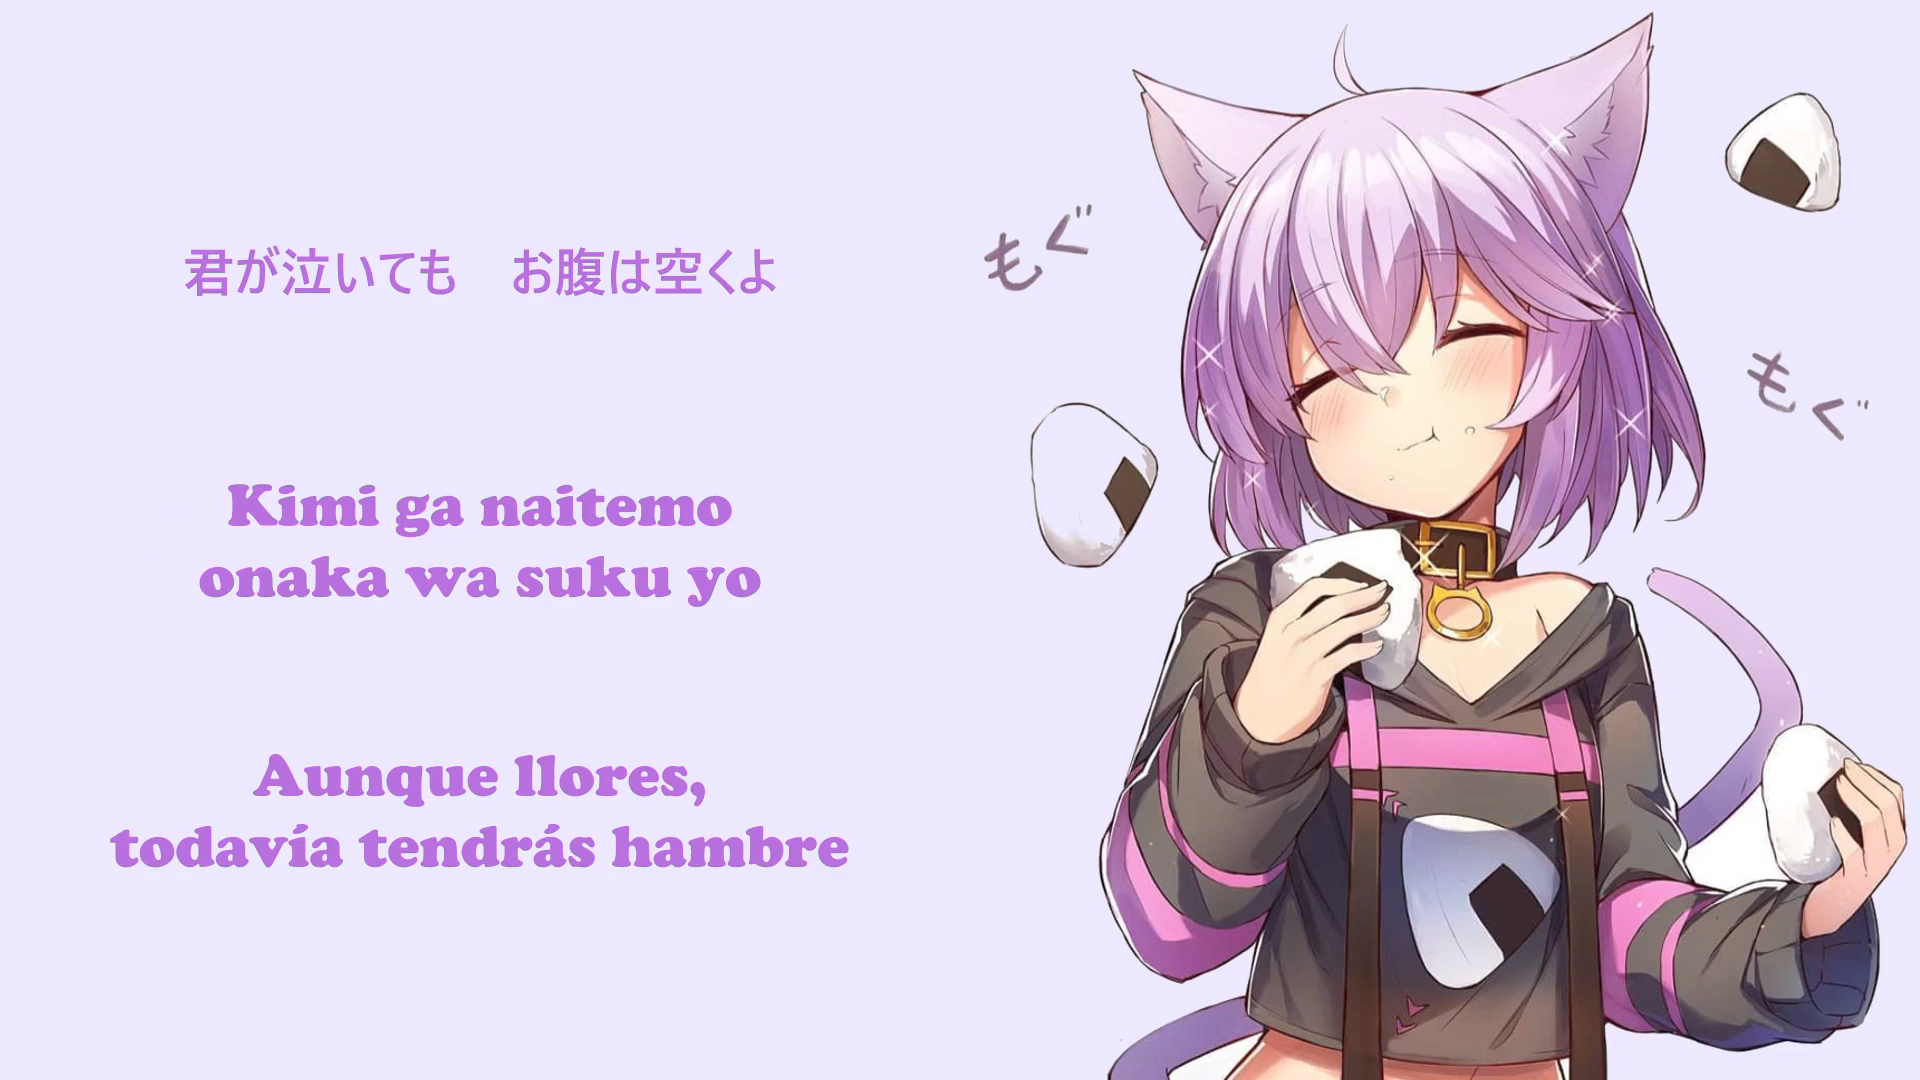 君が泣いても　お腹は空くよ
Kimi ga naitemo
onaka wa suku yo
Aunque llores,
todavía tendrás hambre
もぐ
もぐ